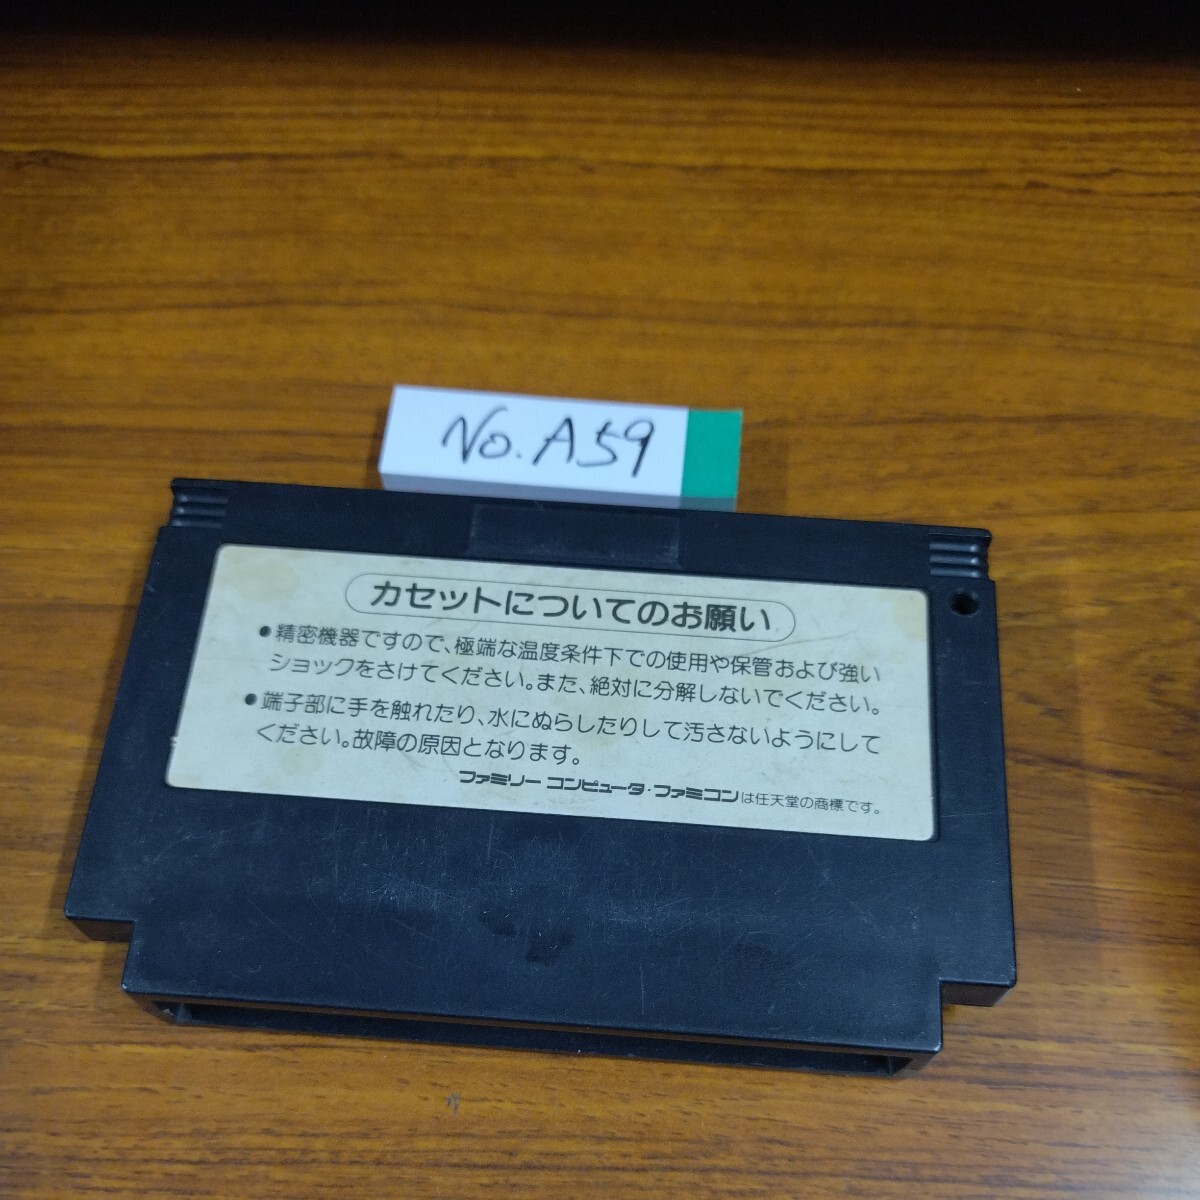 No. A59
カセットについてのお願い
●精密機器ですので、極端な温度条件下での使用や保管および強い
ショックをさけてください。また、絶対に分解しないでください。
●端子部に手を触れたり、水にぬらしたりして汚さないようにして
ください。故障の原因となります。
ファミリー コンピュータ・ファミコンは任天堂の商標です。